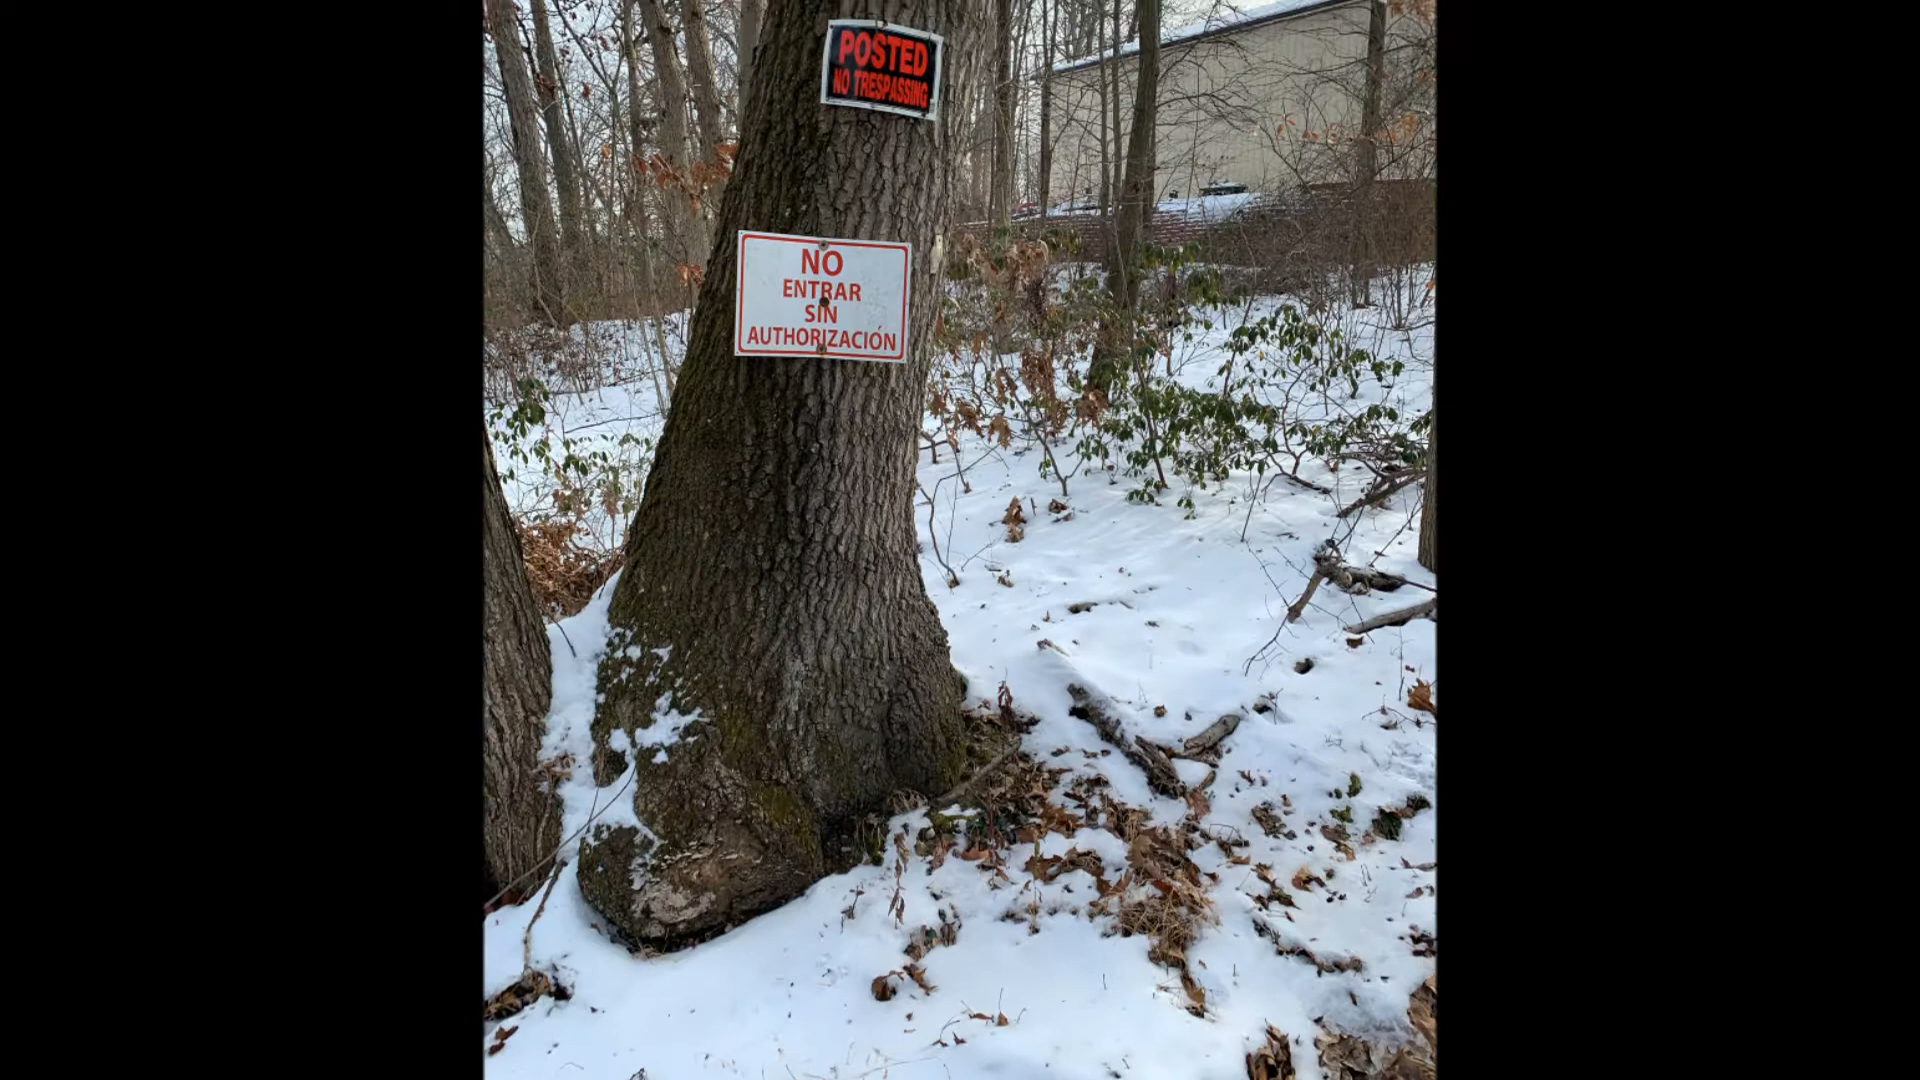 POSTED
NO TRESPASSING
NO
ENTRAR
SIN
AUTHORIZACIÓN